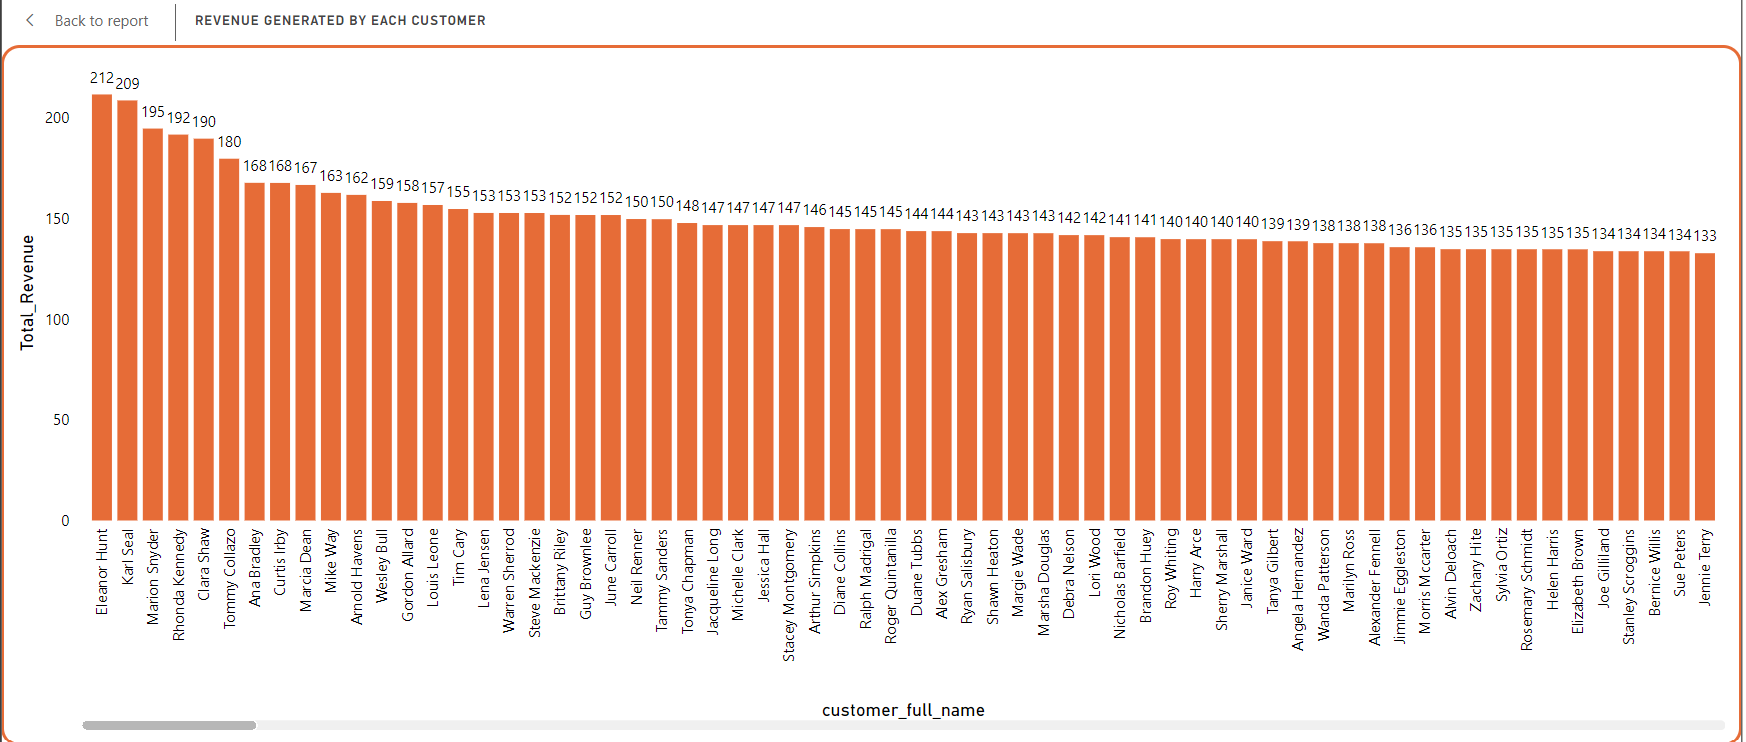 Back to report
REVENUE GENERATED BY EACH CUSTOMER
212 209 195 192 190 180 168 168 167 163 162 159 158 157 155 153 153 153 152 152 152 150 150 148 147 147 147 147 146 145 145 145 144 144 143 143 143 143 142 142 141 141 140 140 140 140 139 139 138 138 138 136 136 135 135 135 135 135 135 134 134 134 134 133
200
150
100
50
0
Total_Revenue
Eleanor Hunt
Karl Seal
Marion Snyder
Rhonda Kennedy
Clara Shaw
Tommy Collazo
Ana Bradley
Curtis Irby
Marcia Dean
Mike Way
Arnold Havens
Wesley Bull
Gordon Allard
Louis Leone
Tim Cary
Lena Jensen
Warren Sherrod
Steve Mackenzie
Brittany Riley
Guy Brownlee
June Carroll
Neil Renner
Tammy Sanders
Tonya Chapman
Jacqueline Long
Michelle Clark
Jessica Hall
Stacey Montgomery
Arthur Simpkins
Diane Collins
Ralph Madrigal
Roger Quintanilla
Duane Tubbs
Alex Gresham
Ryan Salisbury
Shawn Heaton
Margie Wade
Marsha Douglas
Debra Nelson
Lori Wood
Nicholas Barfield
Brandon Huey
Roy Whiting
Harry Arce
Sherry Marshall
Janice Ward
Tanya Gilbert
Angela Hernandez
Wanda Patterson
Marilyn Ross
Alexander Fennell
Jimmie Eggleston
Morris Mccarter
Alvin Deloach
Zachary Hite
Sylvia Ortiz
Rosemary Schmidt
Helen Harris
Elizabeth Brown
Joe Gilliland
Stanley Scroggins
Bernice Willis
Sue Peters
Jennie Terry
customer_full_name